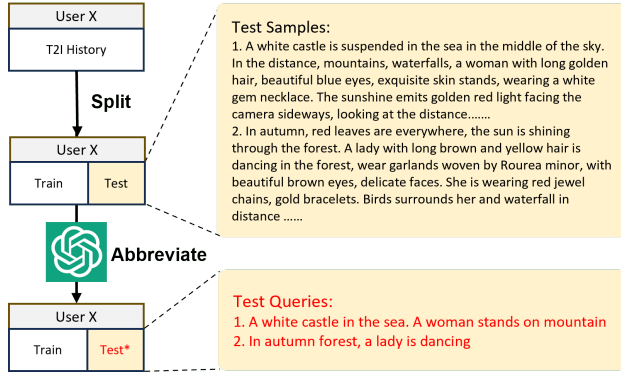 User X
T2I History
Split
User X
Train
Test
Abbreviate
User X
Train
Test*
Test Samples:
1. A white castle is suspended in the sea in the middle of the sky.
In the distance, mountains, waterfalls, a woman with long golden
hair, beautiful blue eyes, exquisite skin stands, wearing a white
gem necklace. The sunshine emits golden red light facing the
camera sideways, looking at the distance.......
2. In autumn, red leaves are everywhere, the sun is shining
through the forest. A lady with long brown and yellow hair is
dancing in the forest, wear garlands woven by Rourea minor, with
beautiful brown eyes, delicate faces. She is wearing red jewel
chains, gold bracelets. Birds surrounds her and waterfall in
distance ......
Test Queries:
1. A white castle in the sea. A woman stands on mountain
2. In autumn forest, a lady is dancing